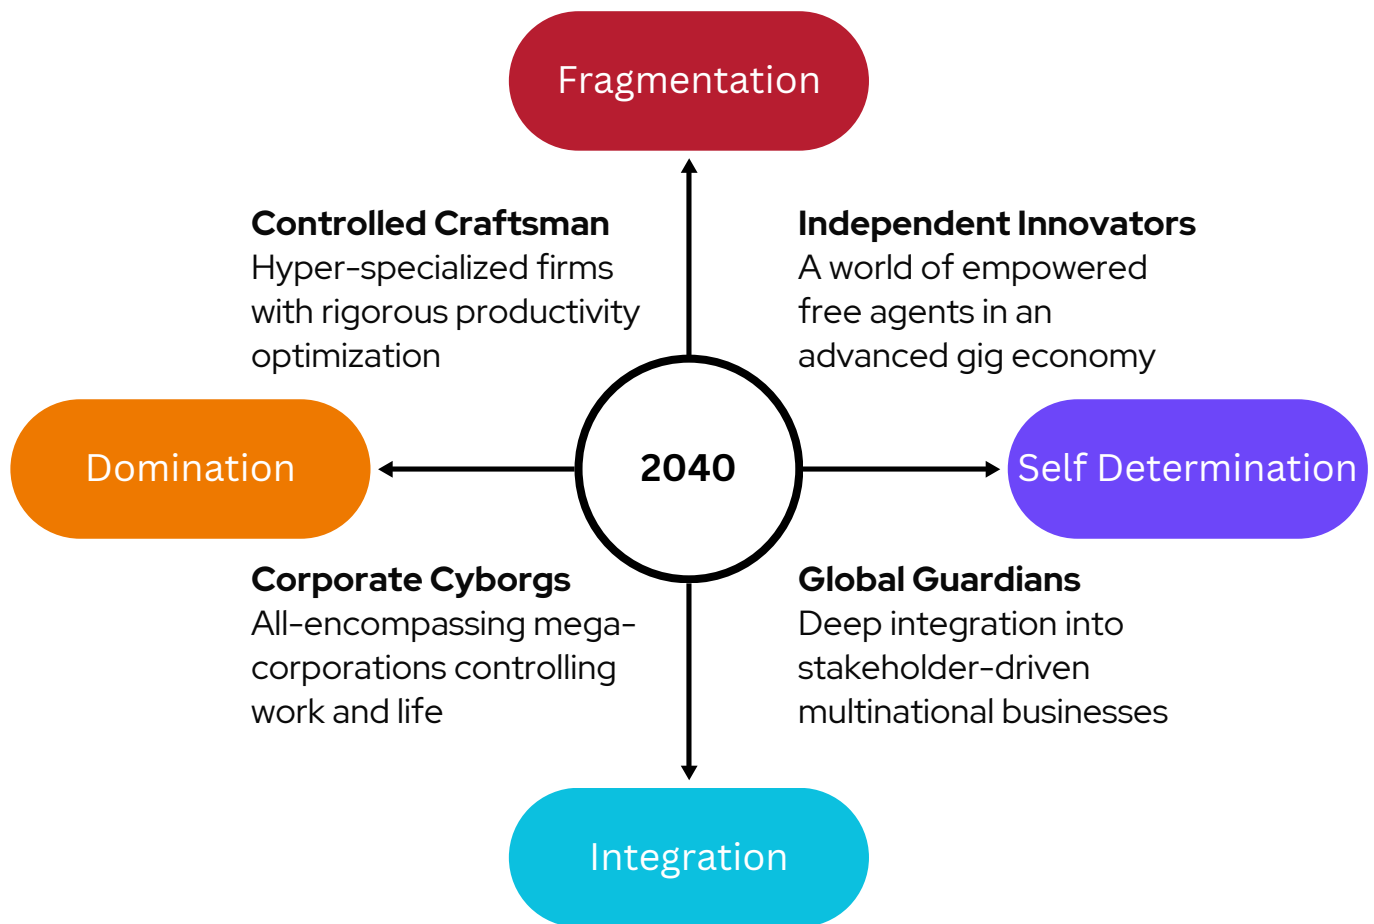 Fragmentation
Controlled Craftsman
Hyper-specialized firms
with rigorous productivity
optimization
Independent Innovators
A world of empowered
free agents in an
advanced gig economy
Domination
2040
Self Determination
Corporate Cyborgs
All-encompassing mega-
corporations controlling
work and life
Global Guardians
Deep integration into
stakeholder-driven
multinational businesses
Integration